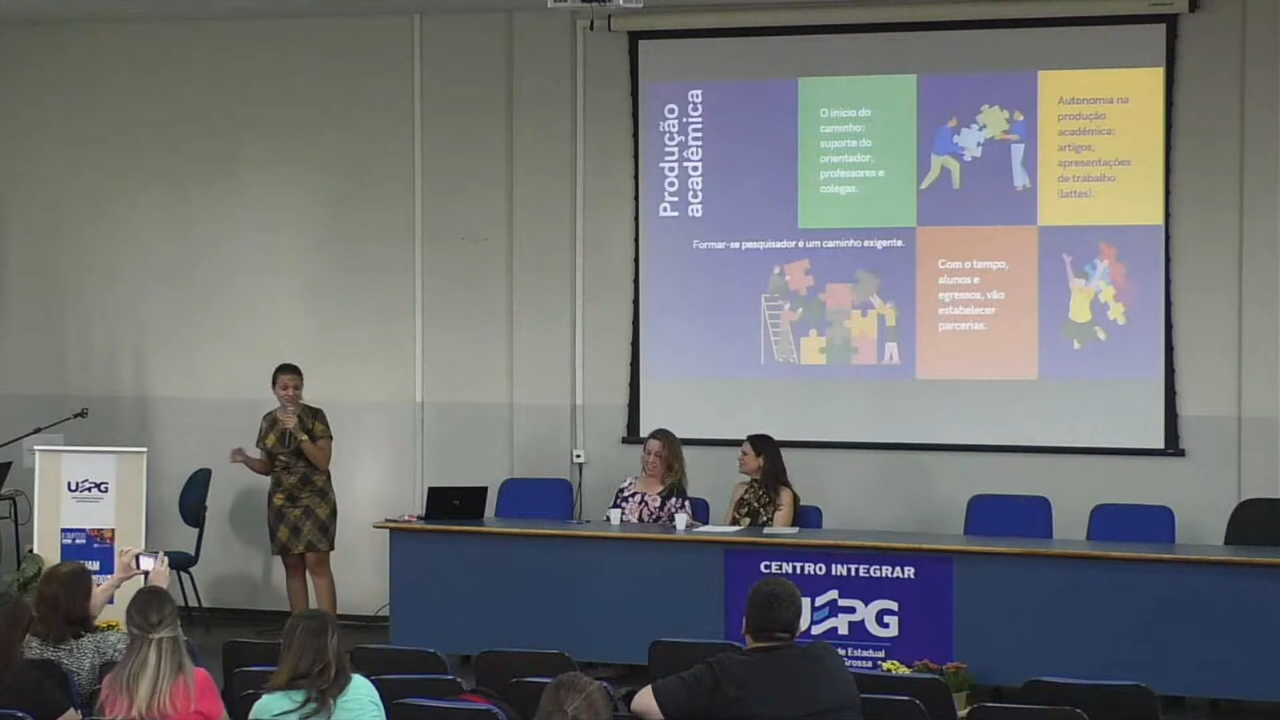 Produção
acadêmica
O início do
caminho:
suporte do
orientador,
professores e
colegas.
Autonomia na
produção
acadêmica:
artigos,
apresentações
de trabalho
(lattes).
Formar-se pesquisador é um caminho exigente.
Com o tempo,
alunos e
egressos, vão
estabelecer
parcerias.
UEPG
CENTRO INTEGRAR
UEPG
de Estadual
Grossa